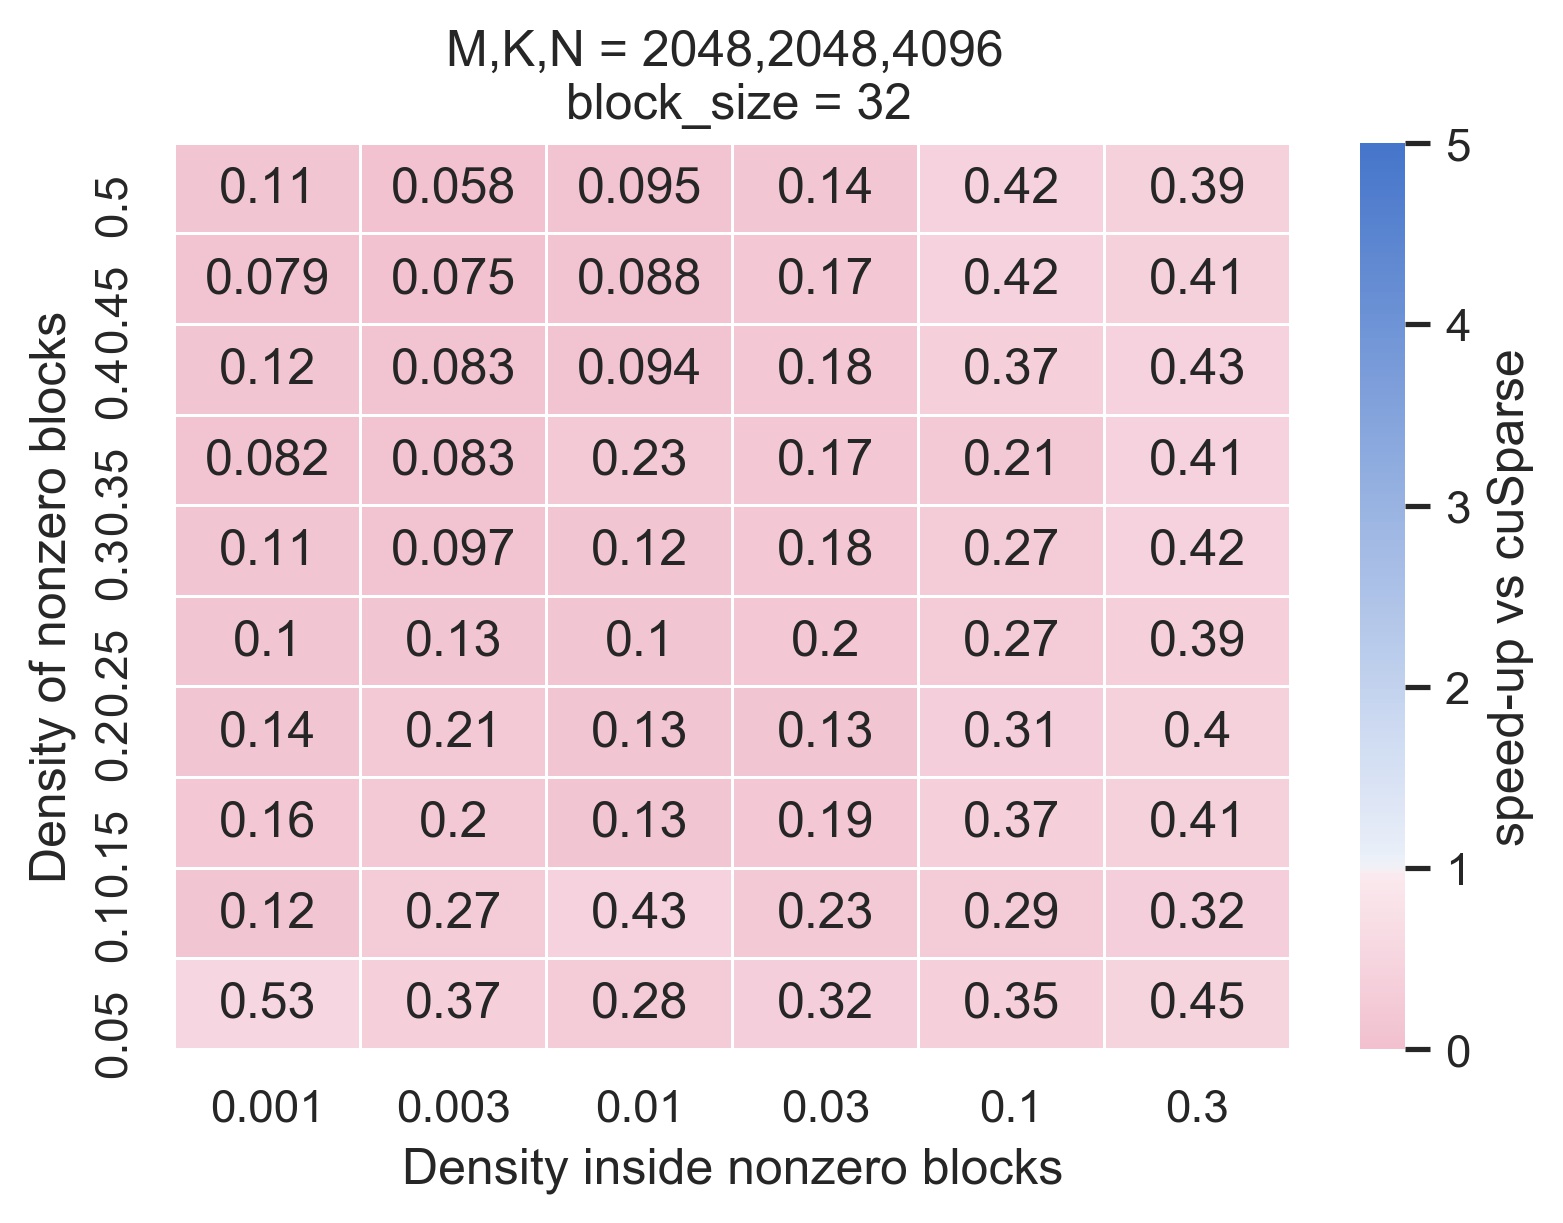 M,K,N = 2048,2048,4096
block_size = 32
Density of nonzero blocks
0.5 0.11 0.058 0.095 0.14 0.42 0.39
0.45 0.079 0.075 0.088 0.17 0.42 0.41
0.4 0.12 0.083 0.094 0.18 0.37 0.43
0.35 0.082 0.083 0.23 0.17 0.21 0.41
0.3 0.11 0.097 0.12 0.18 0.27 0.42
0.25 0.1 0.13 0.1 0.2 0.27 0.39
0.2 0.14 0.21 0.13 0.13 0.31 0.4
0.15 0.16 0.2 0.13 0.19 0.37 0.41
0.1 0.12 0.27 0.43 0.23 0.29 0.32
0.05 0.53 0.37 0.28 0.32 0.35 0.45
0.001 0.003 0.01 0.03 0.1 0.3
Density inside nonzero blocks
5
4
3
2
1
0
speed-up vs cuSparse